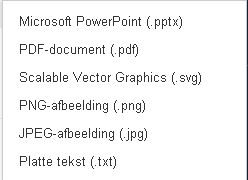 Microsoft PowerPoint (.pptx)
PDF-document (.pdf)
Scalable Vector Graphics (.svg)
PNG-afbeelding (.png)
JPEG-afbeelding (.jpg)
Platte tekst (.txt)